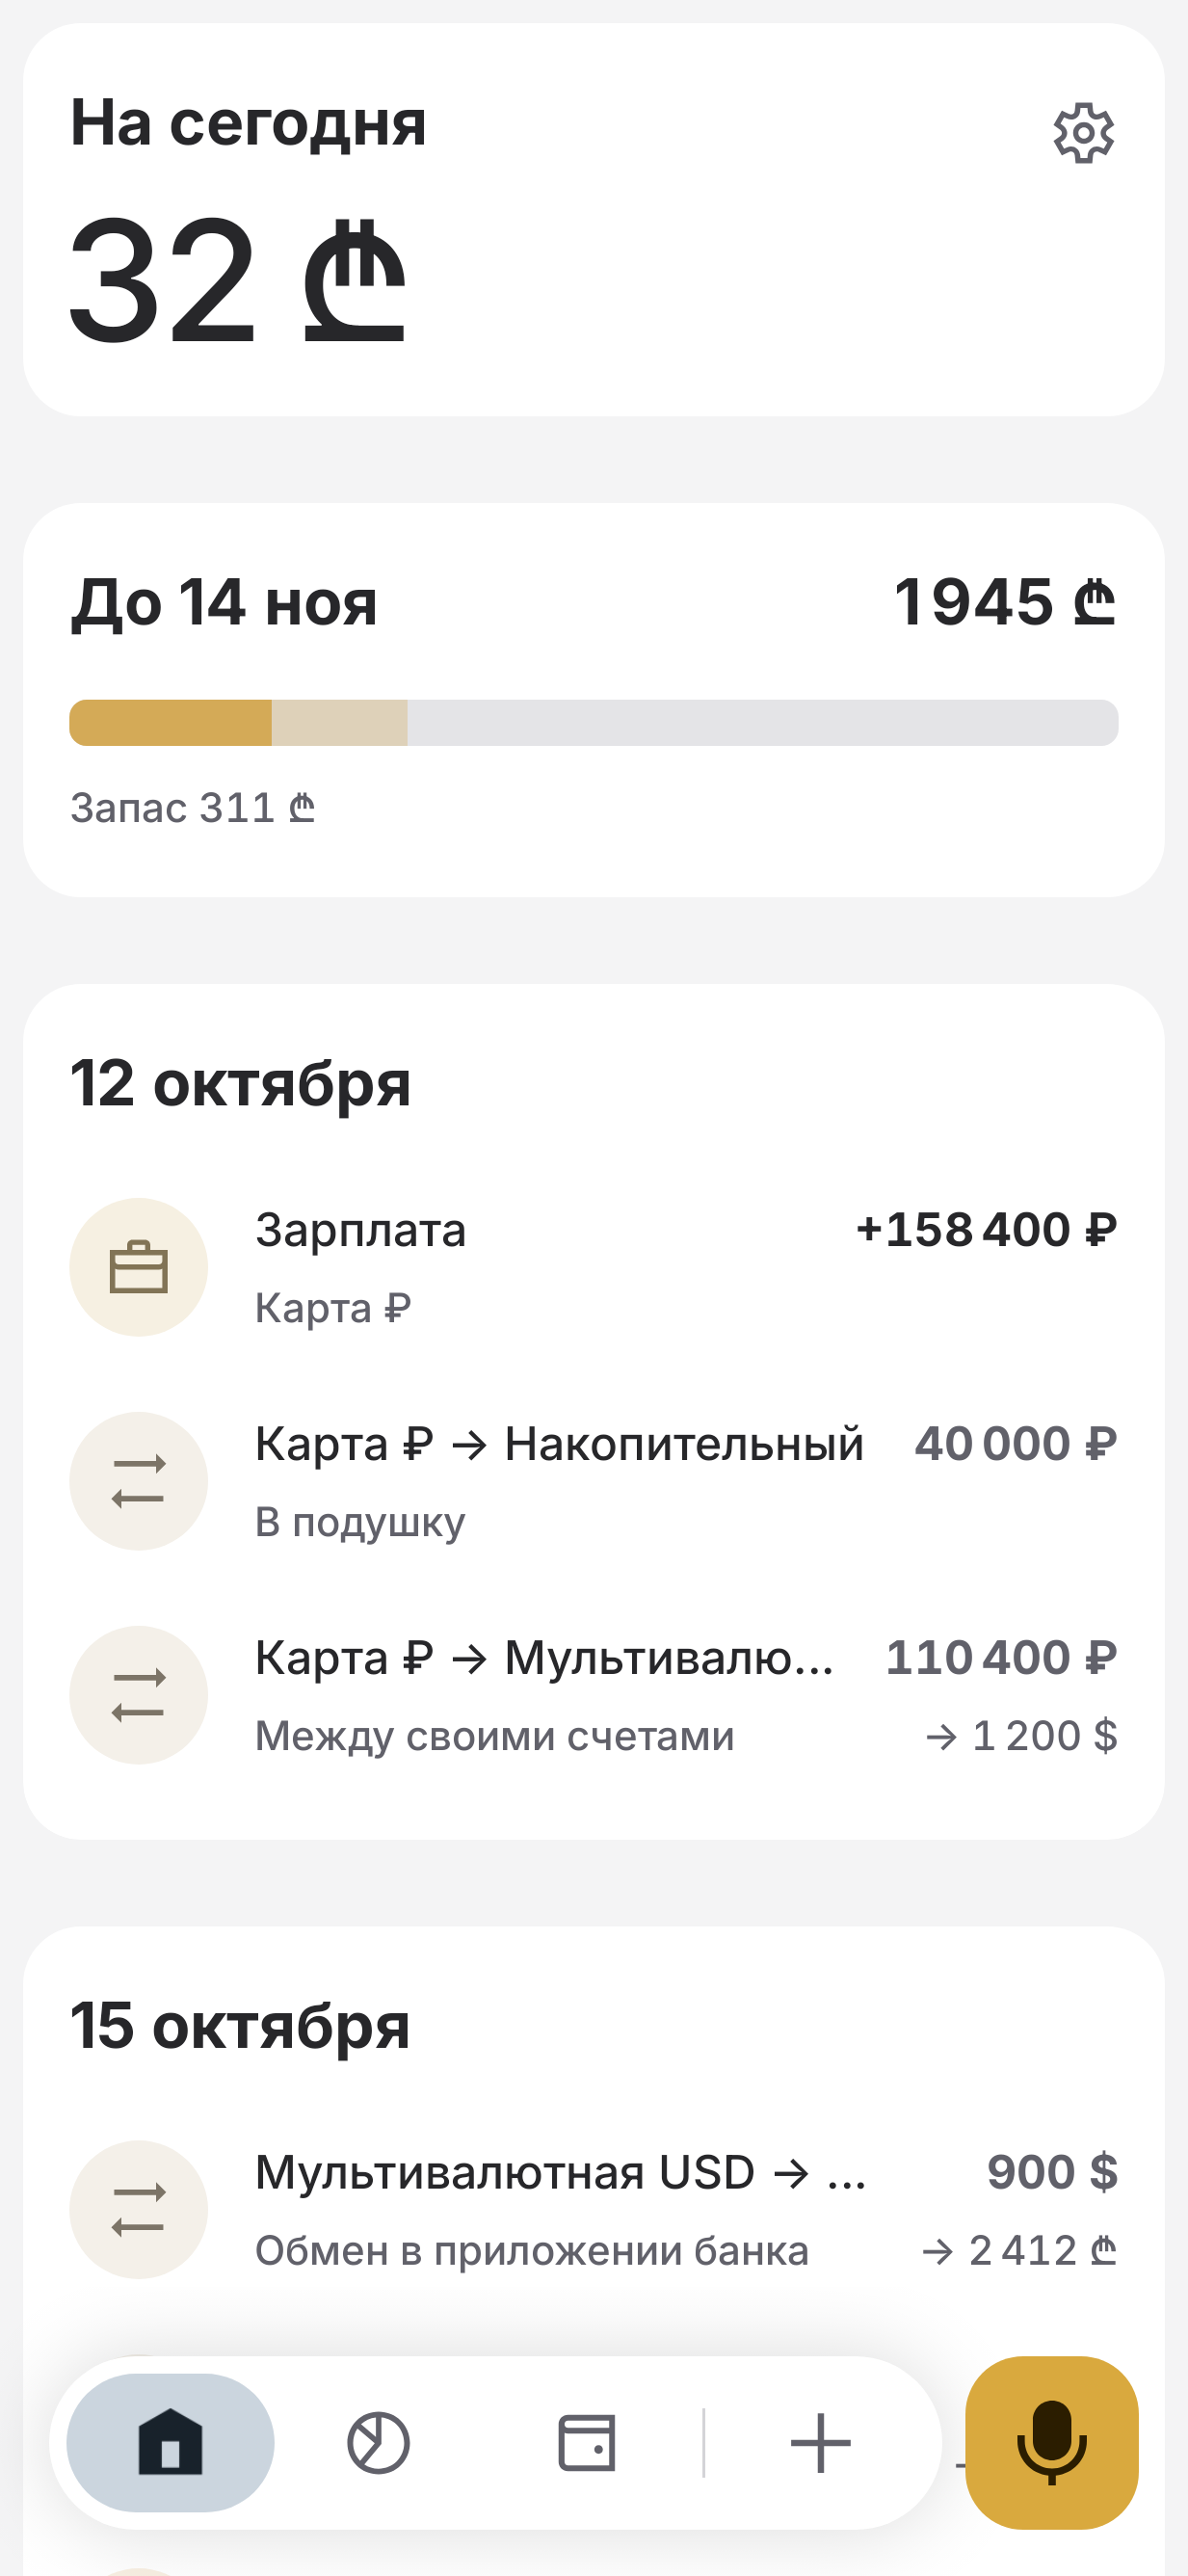 На сегодня
32 ₾
До 14 ноя 1 945 ₾
Запас 311 ₾
12 октября
Зарплата +158 400 ₽
Карта ₽
Карта ₽ → Накопительный 40 000 ₽
В подушку
Карта ₽ → Мультивалю... 110 400 ₽
Между своими счетами → 1 200 $
15 октября
Мультивалютная USD → ... 900 $
Обмен в приложении банка → 2 412 ₾